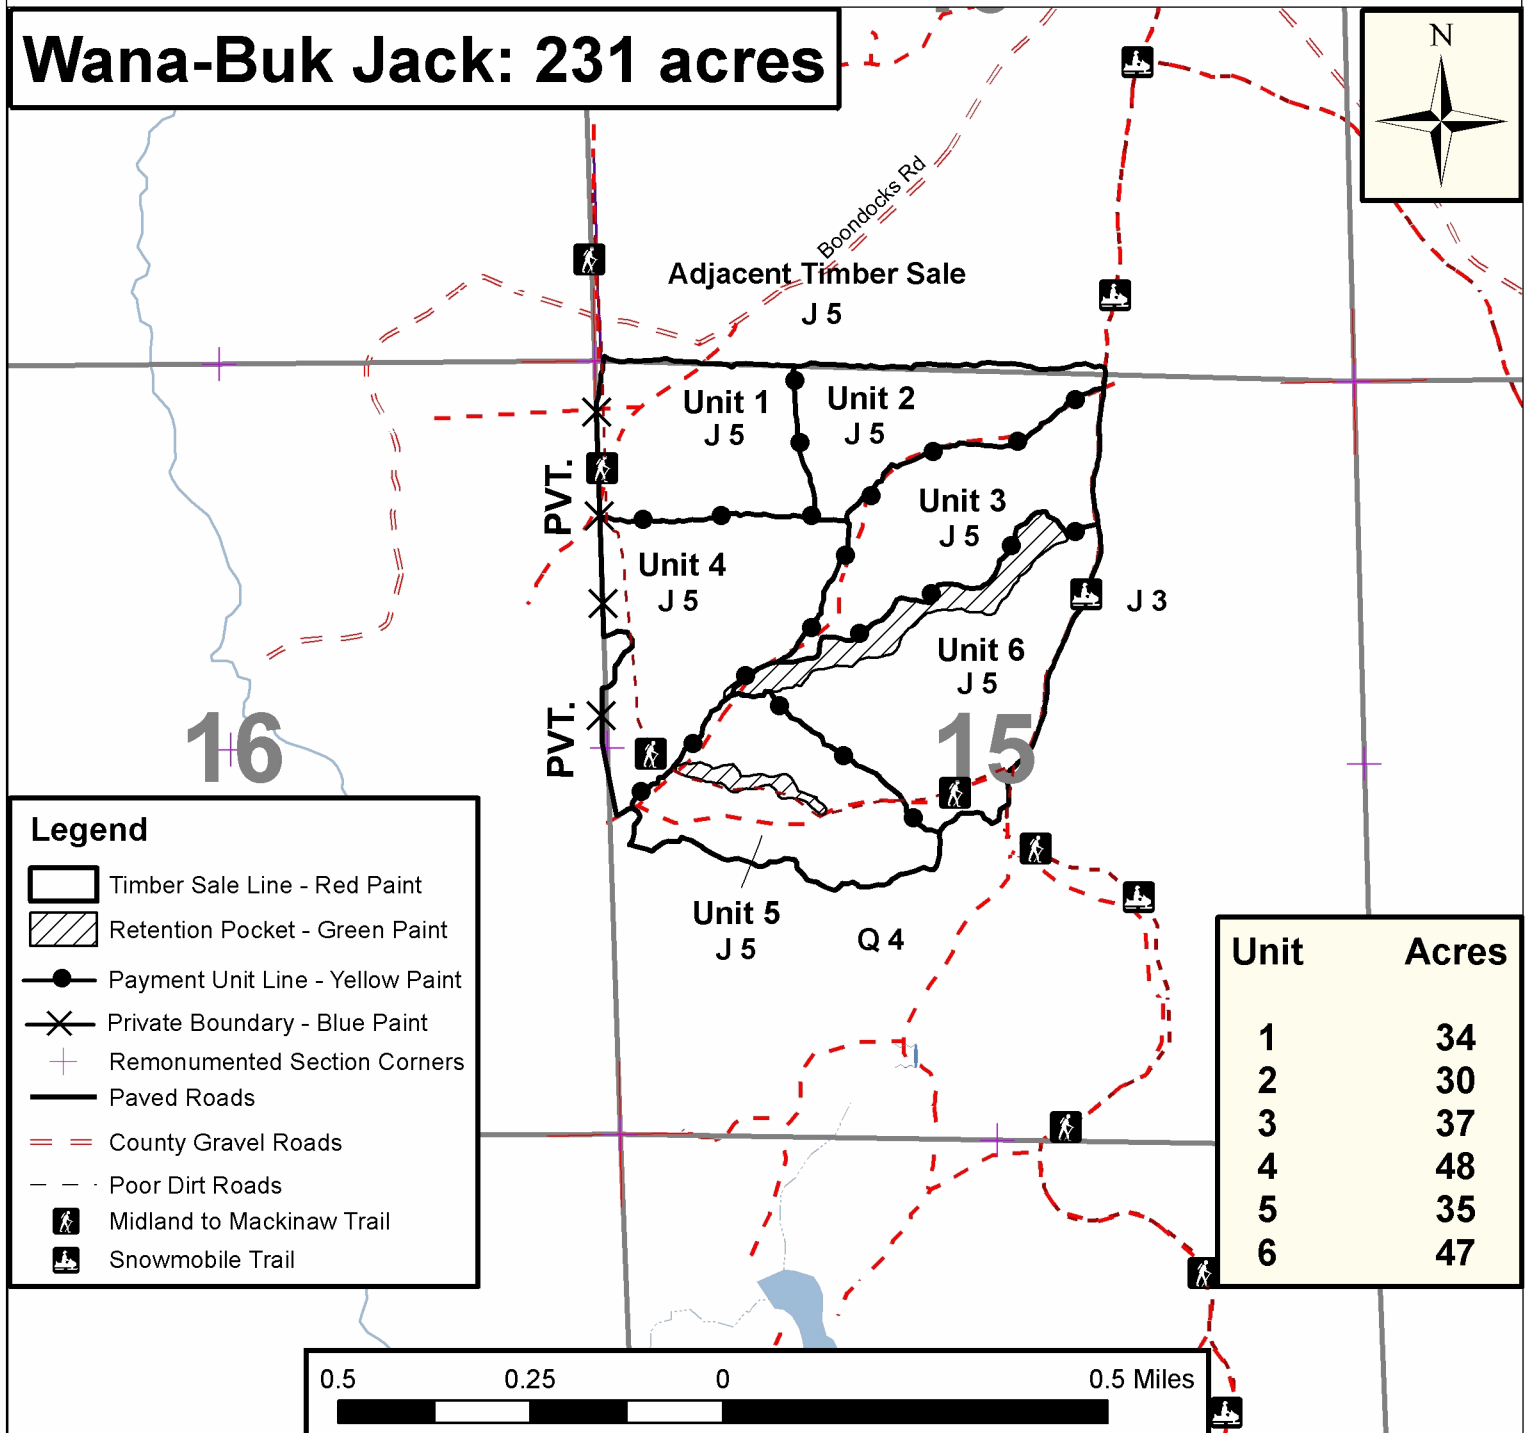 Wana-Buk Jack: 231 acres
N
Boondocks Rd
Adjacent Timber Sale
J 5
Unit 1
J 5
Unit 2
J 5
PVT.
Unit 3
J 5
Unit 4
J 5
J 3
Unit 6
J 5
PVT.
16
15
Unit 5
J 5
Q 4
Legend
Timber Sale Line - Red Paint
Retention Pocket - Green Paint
Payment Unit Line - Yellow Paint
Private Boundary - Blue Paint
Remonumented Section Corners
Paved Roads
County Gravel Roads
Poor Dirt Roads
Midland to Mackinaw Trail
Snowmobile Trail
Unit Acres
1 34
2 30
3 37
4 48
5 35
6 47
0.5 0.25 0 0.5 Miles